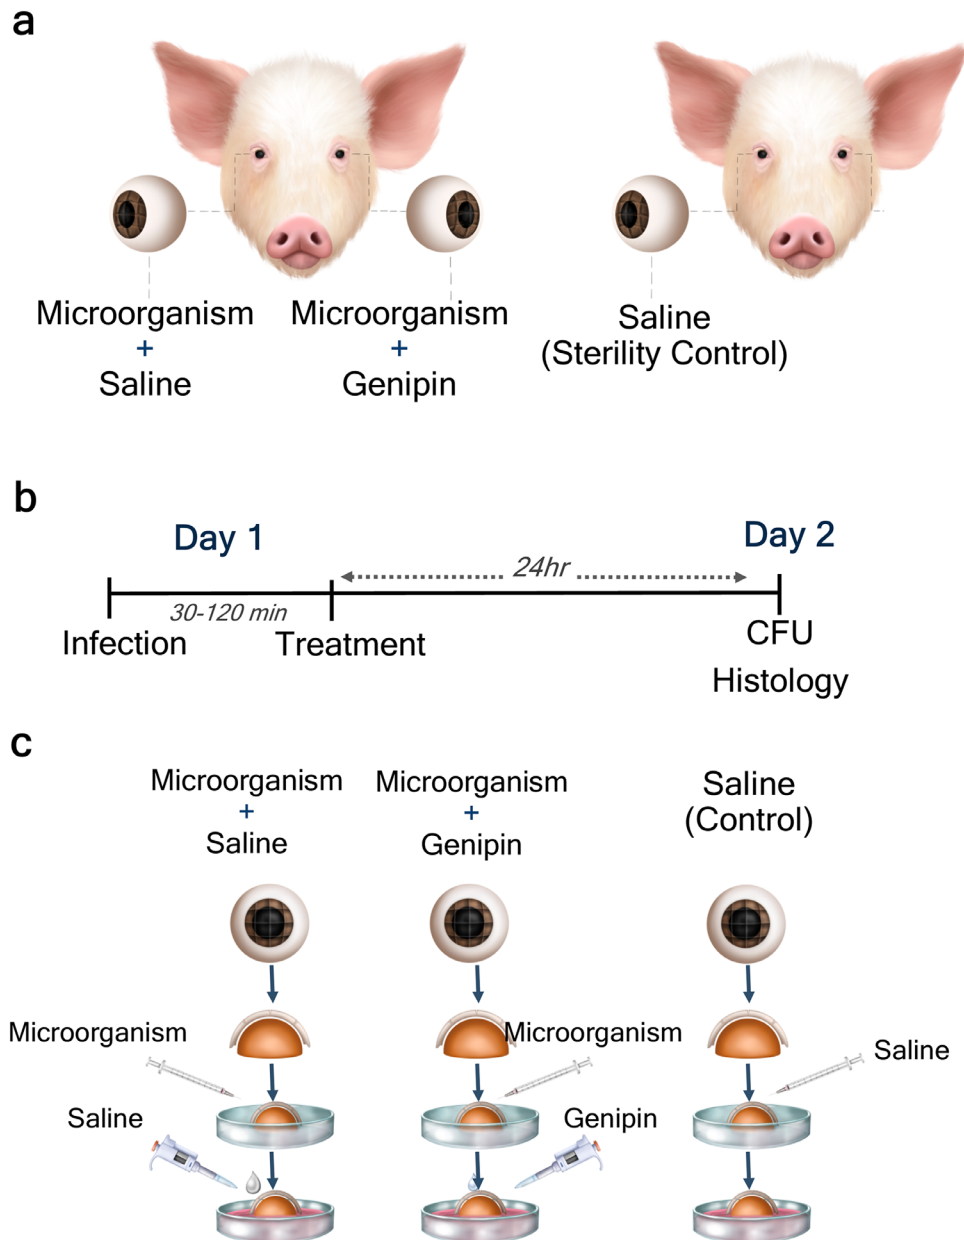 a
Microorganism
+
Saline
Microorganism
+
Genipin
Saline
(Sterility Control)
b
Day 1
Day 2
24hr
30-120 min
Infection
Treatment
CFU
Histology
c
Microorganism
+
Saline
Microorganism
+
Genipin
Saline
(Control)
Microorganism
Microorganism
Saline
Saline
Genipin